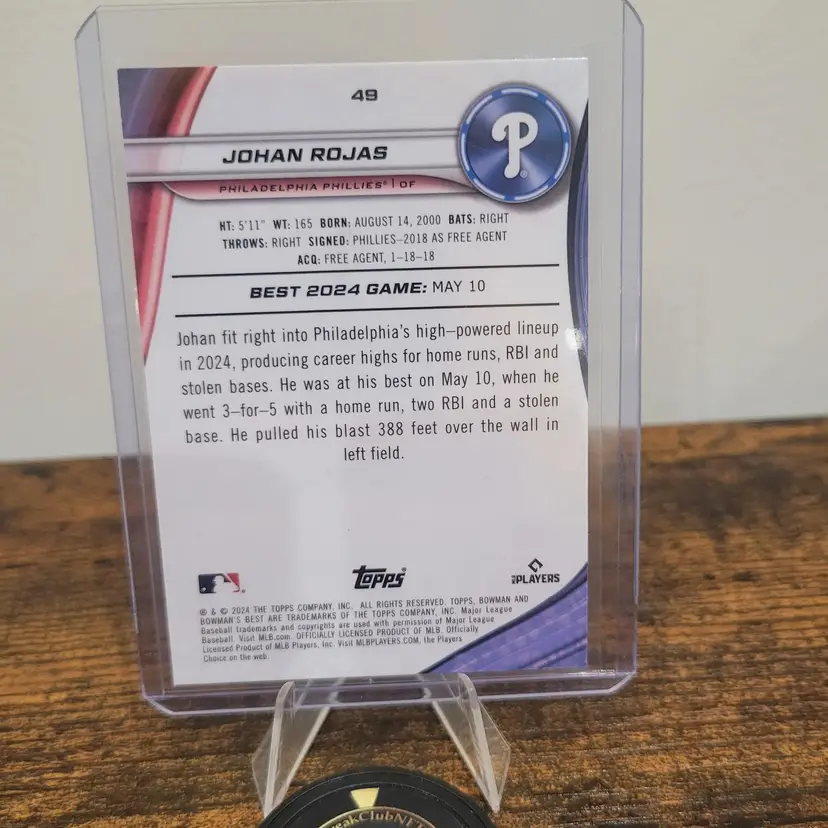 49
JOHAN ROJAS
PHILADELPHIA PHILLIES® | OF
P
HT: 5'11" WT: 165 BORN: AUGUST 14, 2000 BATS: RIGHT
THROWS: RIGHT SIGNED: PHILLIES–2018 AS FREE AGENT
ACQ: FREE AGENT, 1-18-18
BEST 2024 GAME: MAY 10
Johan fit right into Philadelphia's high–powered lineup
in 2024, producing career highs for home runs, RBI and
stolen bases. He was at his best on May 10, when he
went 3–for–5 with a home run, two RBI and a stolen
base. He pulled his blast 388 feet over the wall in
left field.
Topps®
MLB PLAYERS
® & © 2024 THE TOPPS COMPANY, INC. ALL RIGHTS RESERVED. TOPPS, BOWMAN AND
BOWMAN'S BEST ARE TRADEMARKS OF THE TOPPS COMPANY, INC. Major League
Baseball trademarks and copyrights are used with permission of Major League
Baseball. Visit MLB.com. OFFICIALLY LICENSED PRODUCT OF MLB. Officially
Licensed Product of MLB Players, Inc. Visit MLBPLAYERS.COM, the Players
Choice on the web.